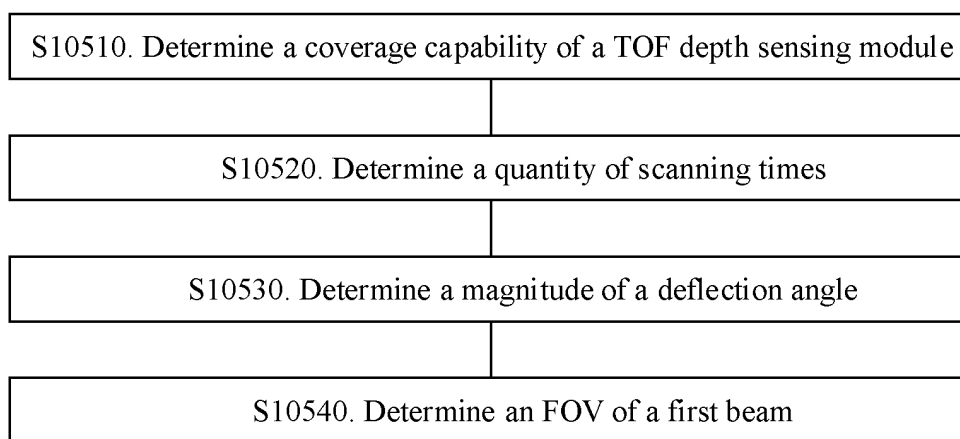 S10510. Determine a coverage capability of a TOF depth sensing module
S10520. Determine a quantity of scanning times
S10530. Determine a magnitude of a deflection angle
S10540. Determine an FOV of a first beam